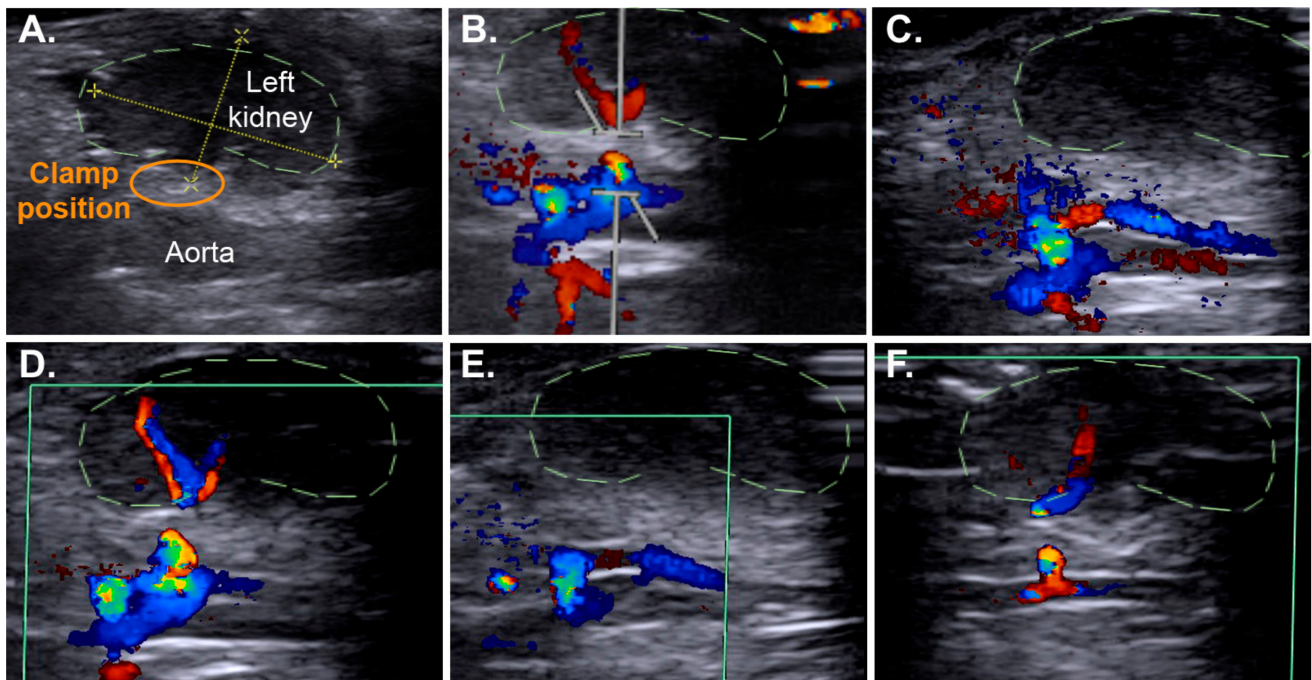 A.
Left
kidney
Clamp
position
Aorta
B.
C.
D.
E.
F.